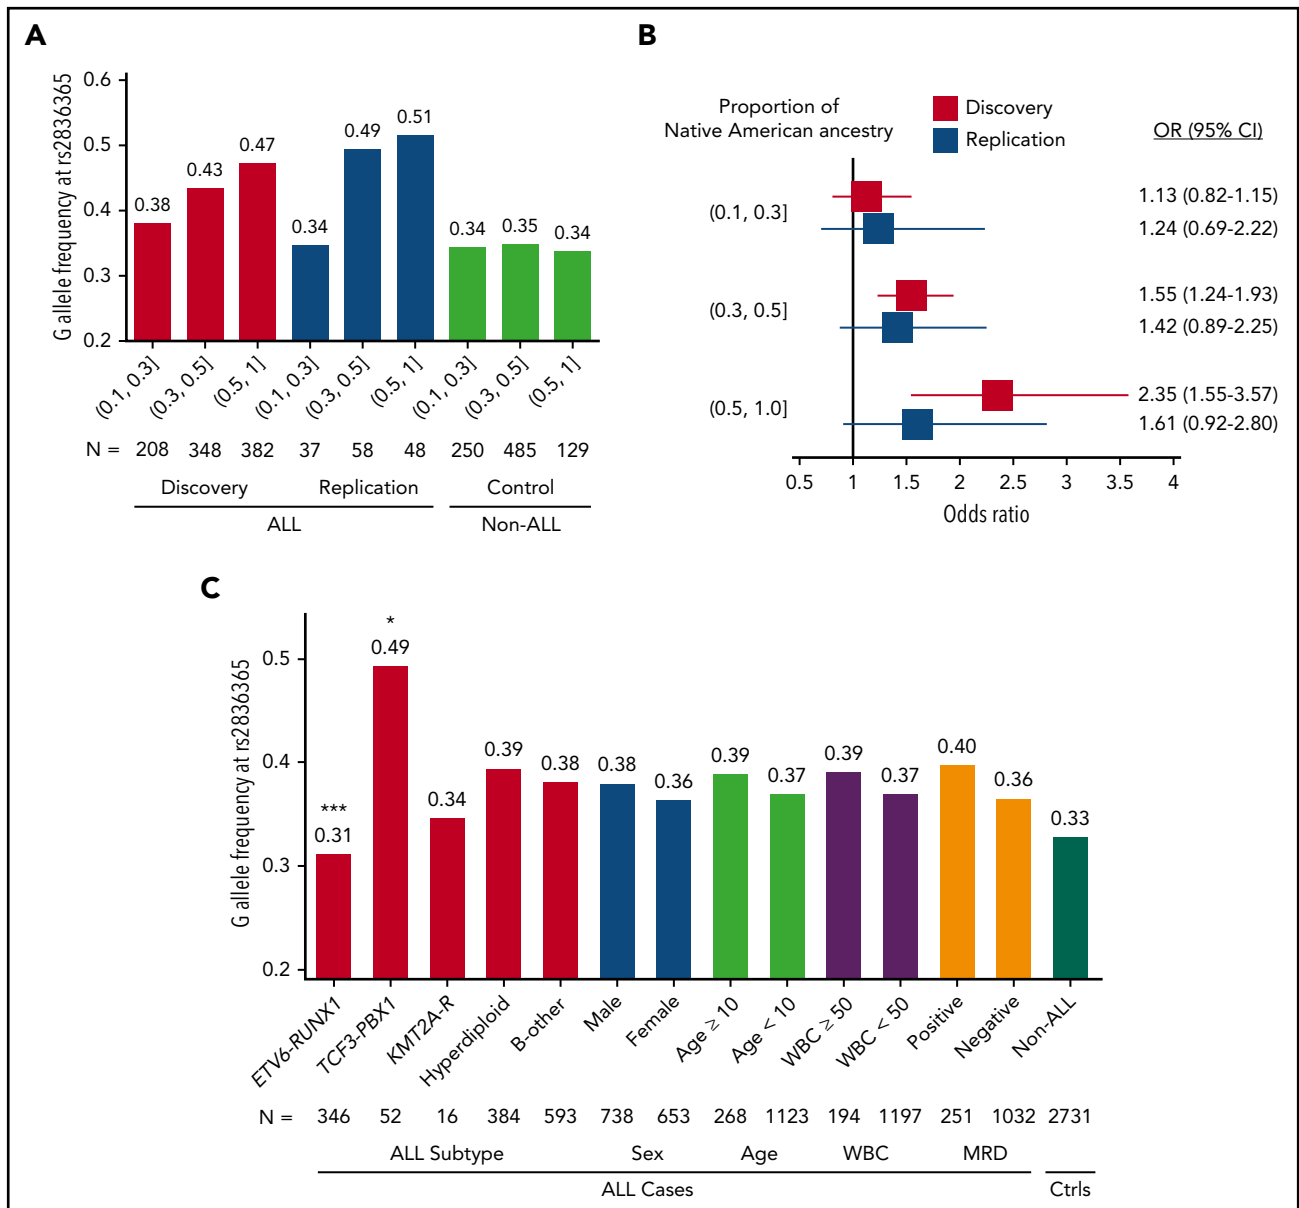 A
G allele frequency at rs2836365
0.6
0.5
0.4
0.3
0.2
0.38 0.43 0.47 0.34 0.49 0.51 0.34 0.35 0.34
(0.1, 0.3] (0.3, 0.5] (0.5, 1] (0.1, 0.3] (0.3, 0.5] (0.5, 1] (0.1, 0.3] (0.3, 0.5] (0.5, 1]
N = 208 348 382 37 58 48 250 485 129
Discovery Replication Control
ALL Non-ALL
B
Proportion of
Native American ancestry
Discovery
Replication
OR (95% CI)
(0.1, 0.3]
1.13 (0.82-1.15)
1.24 (0.69-2.22)
(0.3, 0.5]
1.55 (1.24-1.93)
1.42 (0.89-2.25)
(0.5, 1.0]
2.35 (1.55-3.57)
1.61 (0.92-2.80)
0.5 1 1.5 2 2.5 3 3.5 4
Odds ratio
C
G allele frequency at rs2836365
0.5
0.4
0.3
0.2
*** *
0.31 0.49 0.34 0.39 0.38 0.38 0.36 0.39 0.37 0.39 0.37 0.40 0.36 0.33
ETV6-RUNX1 TCF3-PBX1 KMT2A-R Hyperdiploid B-other Male Female Age ≥ 10 Age < 10 WBC ≥ 50 WBC < 50 Positive Negative Non-ALL
N = 346 52 16 384 593 738 653 268 1123 194 1197 251 1032 2731
ALL Subtype Sex Age WBC MRD
ALL Cases Ctrls